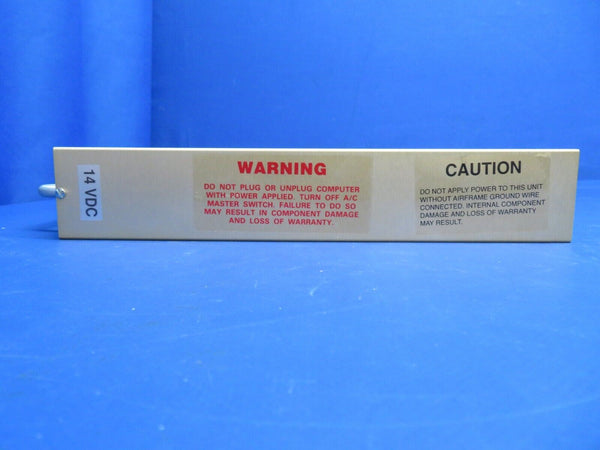 14 VDC
WARNING
DO NOT PLUG OR UNPLUG COMPUTER
WITH POWER APPLIED. TURN OFF A/C
MASTER SWITCH. FAILURE TO DO SO
MAY RESULT IN COMPONENT DAMAGE
AND LOSS OF WARRANTY.
CAUTION
DO NOT APPLY POWER TO THIS UNIT
WITHOUT AIRFRAME GROUND WIRE
CONNECTED. INTERNAL COMPONENT
DAMAGE AND LOSS OF WARRANTY
MAY RESULT.